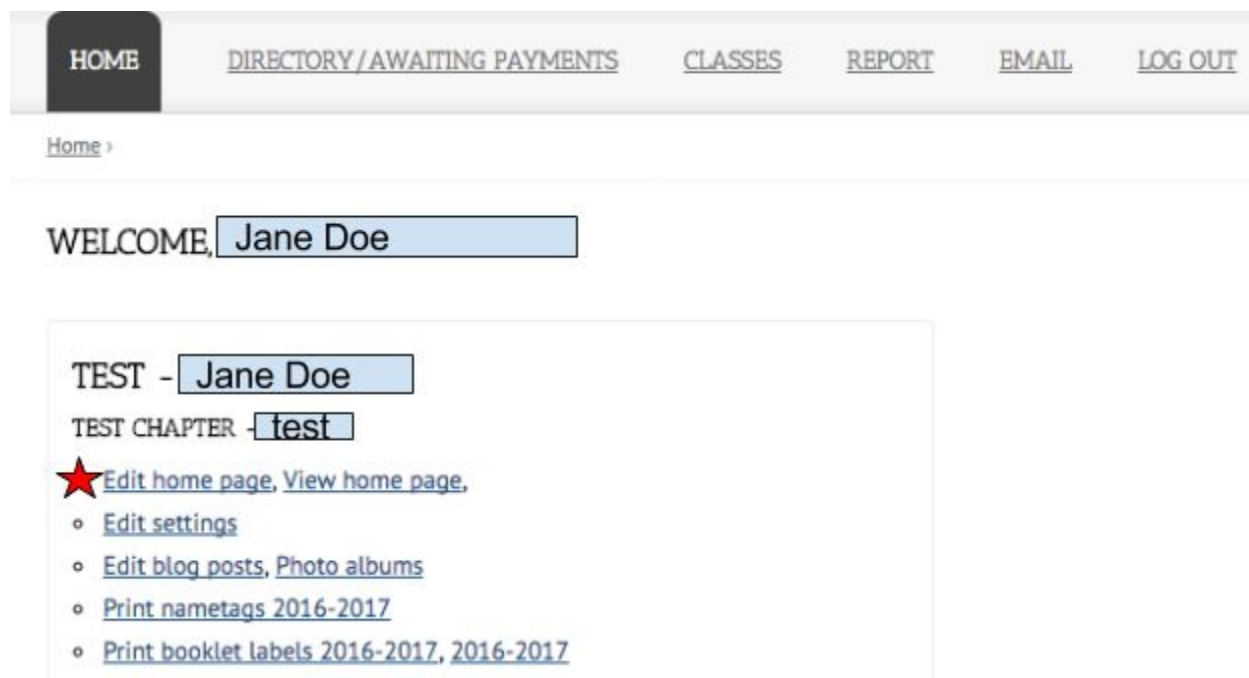 HOME DIRECTORY/AWAITING PAYMENTS CLASSES REPORT EMAIL LOG OUT
Home ›
WELCOME, Jane Doe
TEST - Jane Doe
TEST CHAPTER - test
Edit home page, View home page,
Edit settings
Edit blog posts, Photo albums
Print nametags 2016-2017
Print booklet labels 2016-2017, 2016-2017